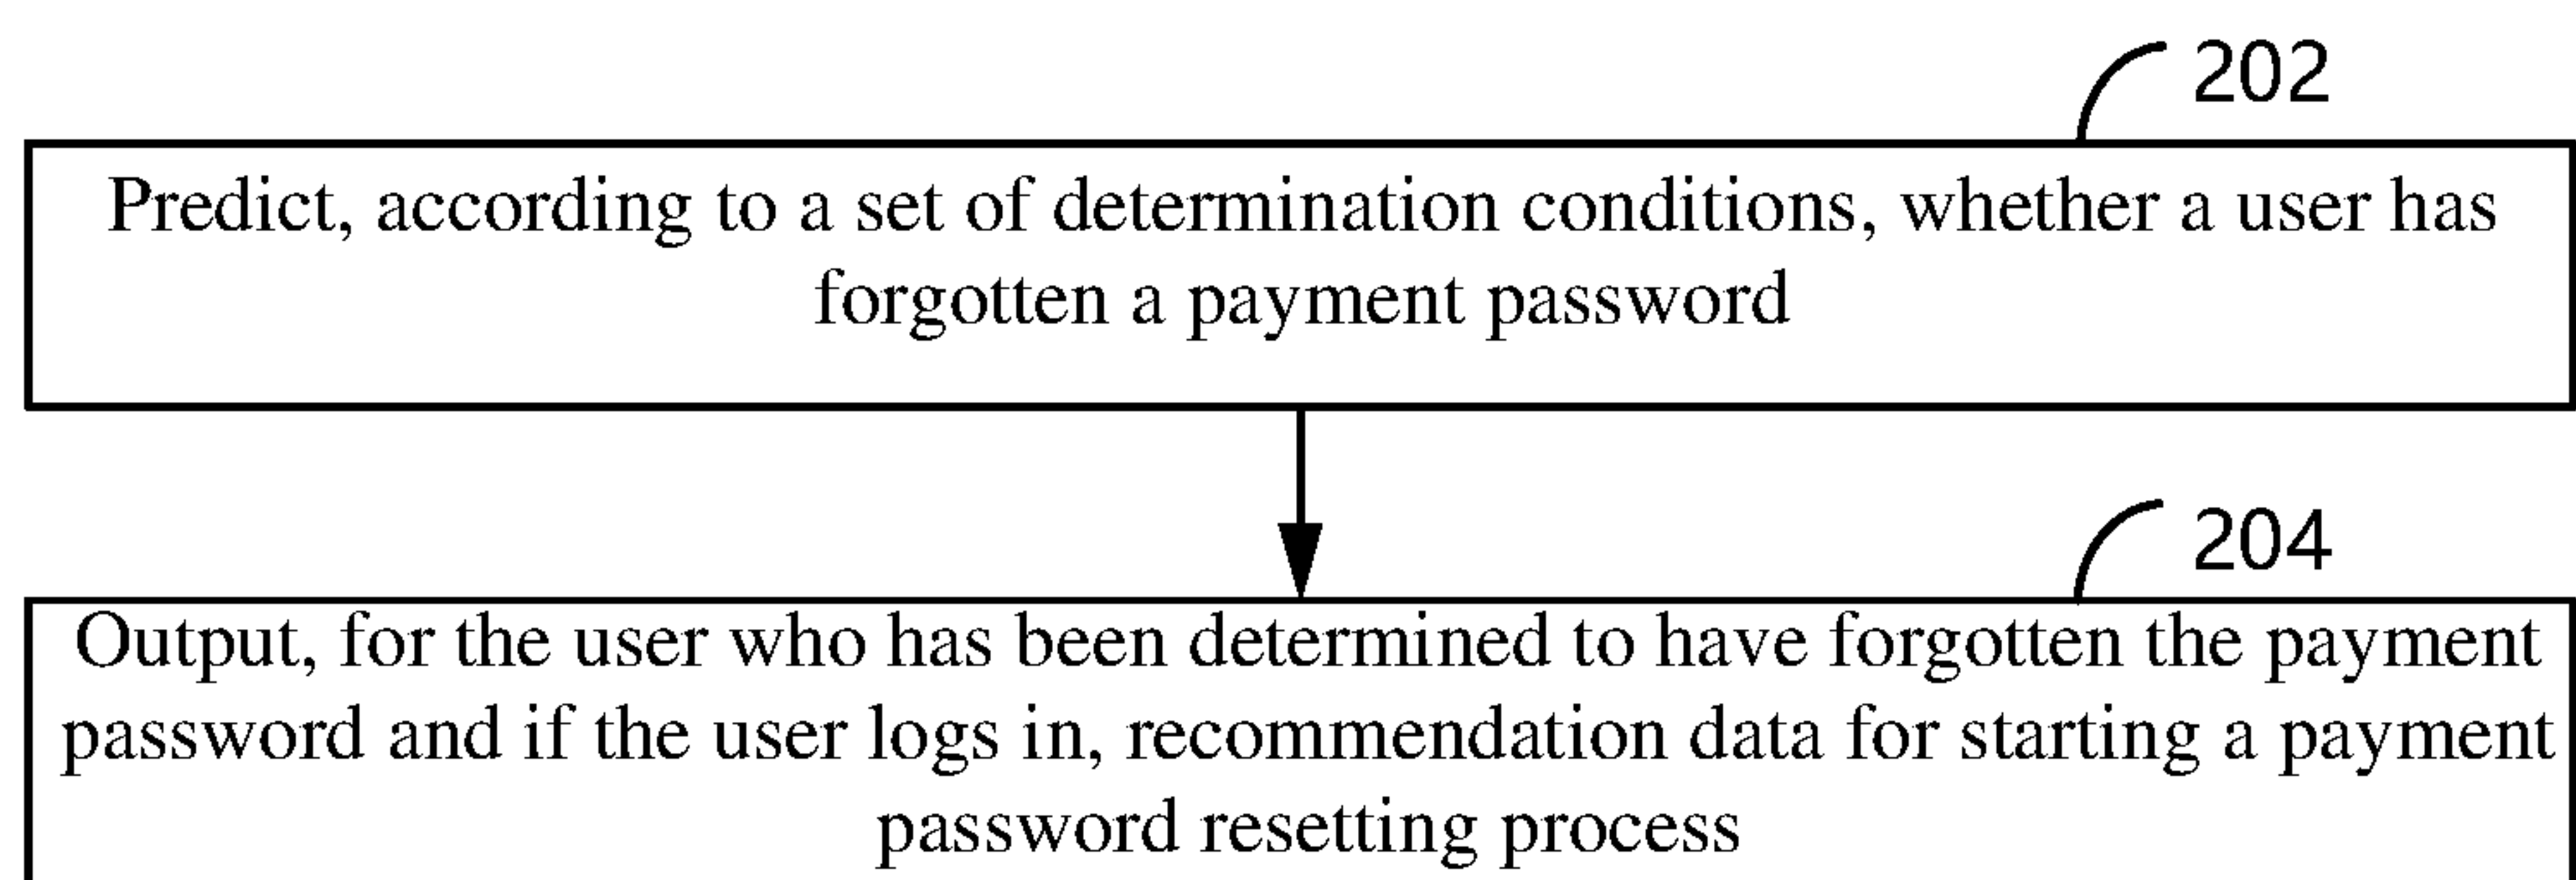 202
Predict, according to a set of determination conditions, whether a user has
forgotten a payment password
204
Output, for the user who has been determined to have forgotten the payment
password and if the user logs in, recommendation data for starting a payment
password resetting process